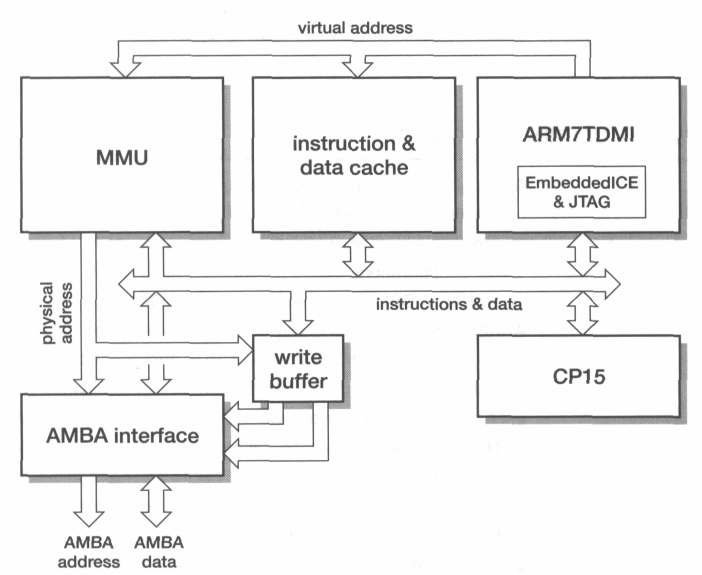 virtual address
MMU
instruction &
data cache
ARM7TDMI
EmbeddedICE
& JTAG
physical
address
instructions & data
write
buffer
CP15
AMBA interface
AMBA
address
AMBA
data